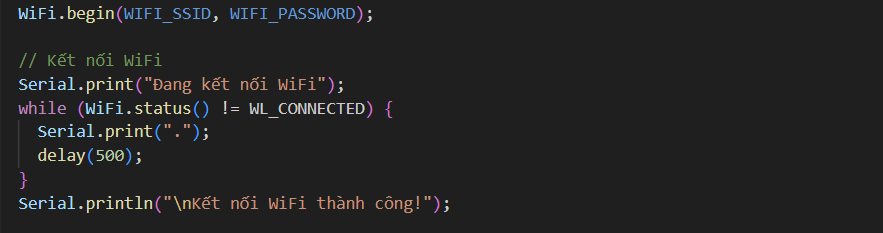 WiFi.begin(WIFI_SSID, WIFI_PASSWORD);
// Kết nối WiFi
Serial.print("Đang kết nối WiFi");
while (WiFi.status() != WL_CONNECTED) {
Serial.print(".");
delay(500);
}
Serial.println("\nKết nối WiFi thành công!");